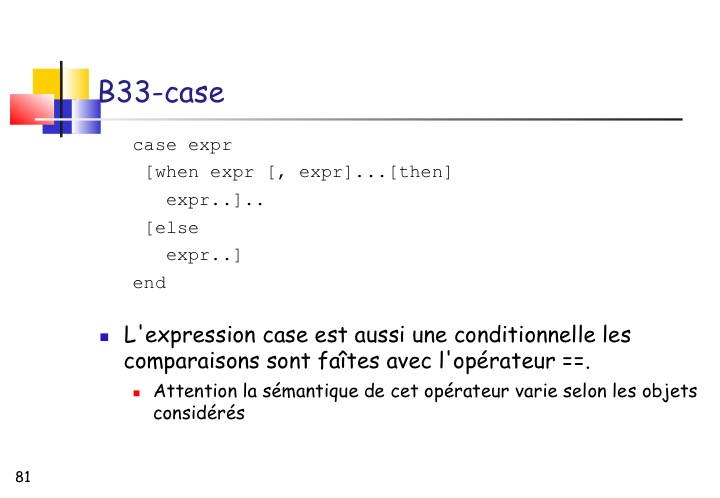 B33-case
case expr
[when expr [, expr]...[then]
expr..]..
[else
expr..]
end
L'expression case est aussi une conditionnelle les
comparaisons sont faîtes avec l'opérateur ==.
Attention la sémantique de cet opérateur varie selon les objets
considérés
81